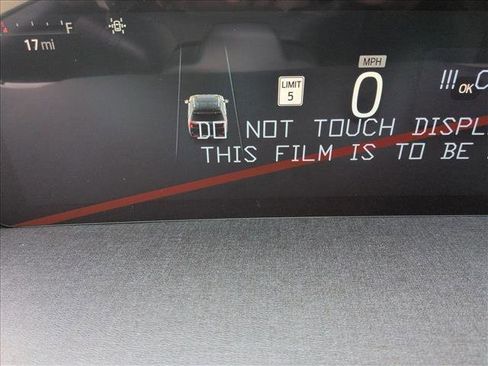 F
17 mi
LIMIT
5
MPH
0
!!! OK
DO NOT TOUCH
THIS FILM IS TO BE